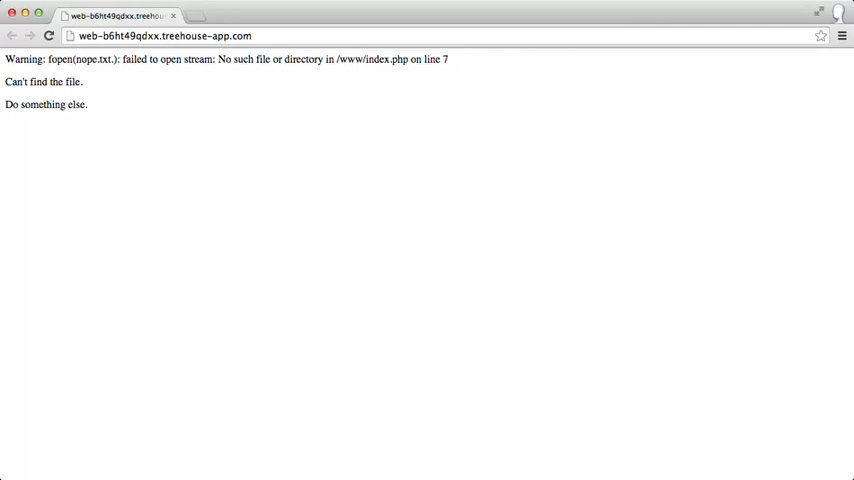 web-b6ht49qdxx.treehou
web-b6ht49qdxx.treehouse-app.com
Warning: fopen(nope.txt.): failed to open stream: No such file or directory in /www/index.php on line 7
Can't find the file.
Do something else.